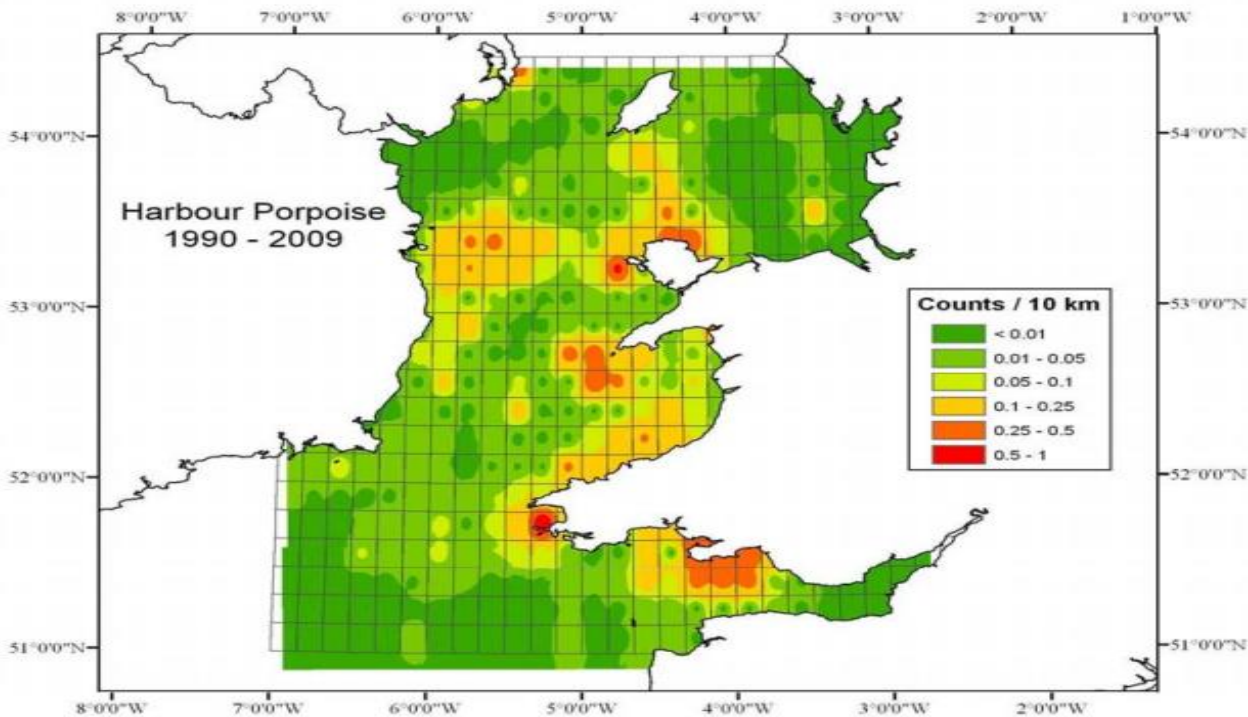 8°0'0"W 7°0'0"W 6°0'0"W 5°0'0"W 4°0'0"W 3°0'0"W 2°0'0"W 1°0'0"W
54°0'0"N 54°0'0"N
Harbour Porpoise
1990 - 2009
53°0'0"N 53°0'0"N
Counts / 10 km
< 0.01
0.01 - 0.05
0.05 - 0.1
0.1 - 0.25
0.25 - 0.5
0.5 - 1
52°0'0"N 52°0'0"N
51°0'0"N 51°0'0"N
8°0'0"W 7°0'0"W 6°0'0"W 5°0'0"W 4°0'0"W 3°0'0"W 2°0'0"W